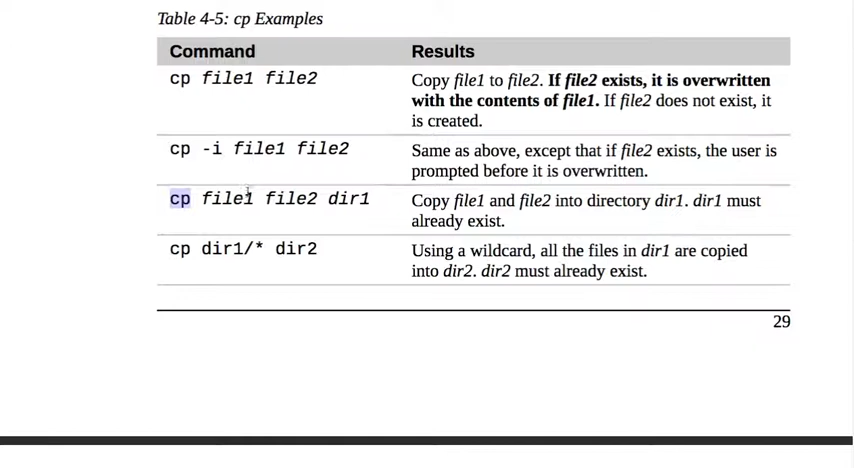 Table 4-5: cp Examples
Command Results
cp file1 file2 Copy file1 to file2. If file2 exists, it is overwritten
with the contents of file1. If file2 does not exist, it
is created.
cp -i file1 file2 Same as above, except that if file2 exists, the user is
prompted before it is overwritten.
cp file1 file2 dir1 Copy file1 and file2 into directory dir1. dir1 must
already exist.
cp dir1/* dir2 Using a wildcard, all the files in dir1 are copied
into dir2. dir2 must already exist.
29